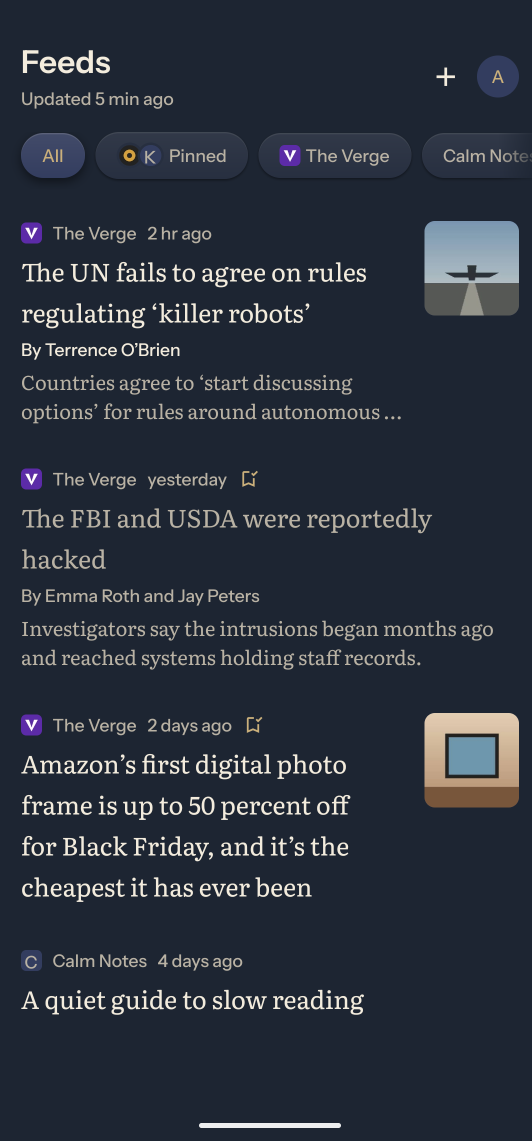 Feeds
Updated 5 min ago
A
All
K Pinned
V The Verge
Calm Notes
V The Verge 2 hr ago
The UN fails to agree on rules
regulating ‘killer robots’
By Terrence O’Brien
Countries agree to ‘start discussing
options’ for rules around autonomous …
V The Verge yesterday
The FBI and USDA were reportedly
hacked
By Emma Roth and Jay Peters
Investigators say the intrusions began months ago
and reached systems holding staff records.
V The Verge 2 days ago
Amazon’s first digital photo
frame is up to 50 percent off
for Black Friday, and it’s the
cheapest it has ever been
C Calm Notes 4 days ago
A quiet guide to slow reading